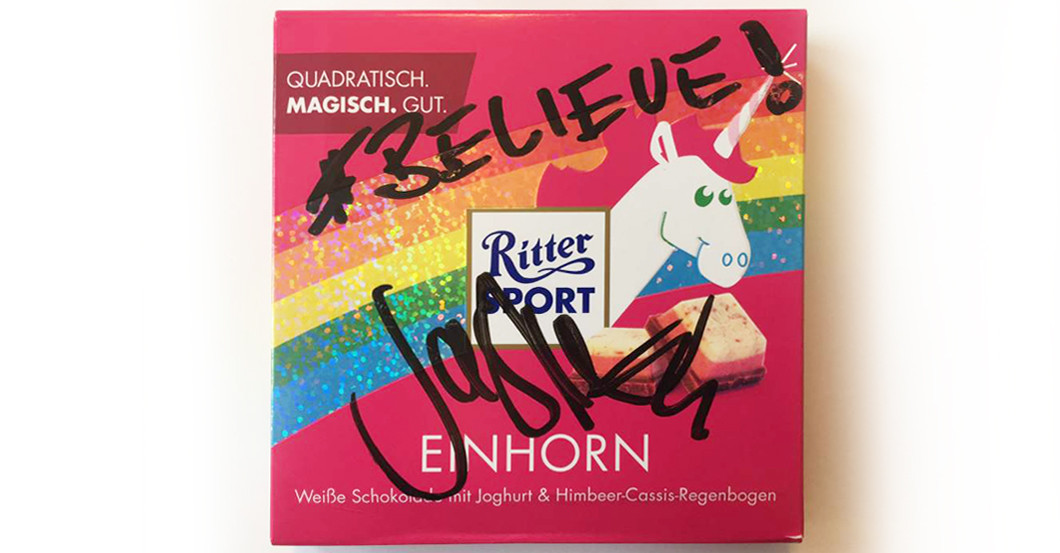 QUADRATISCH.
MAGISCH. GUT.
#BELIEVE!
Ritter
SPORT
EINHORN
Weiße Schokolade mit Joghurt & Himbeer-Cassis-Regenbogen